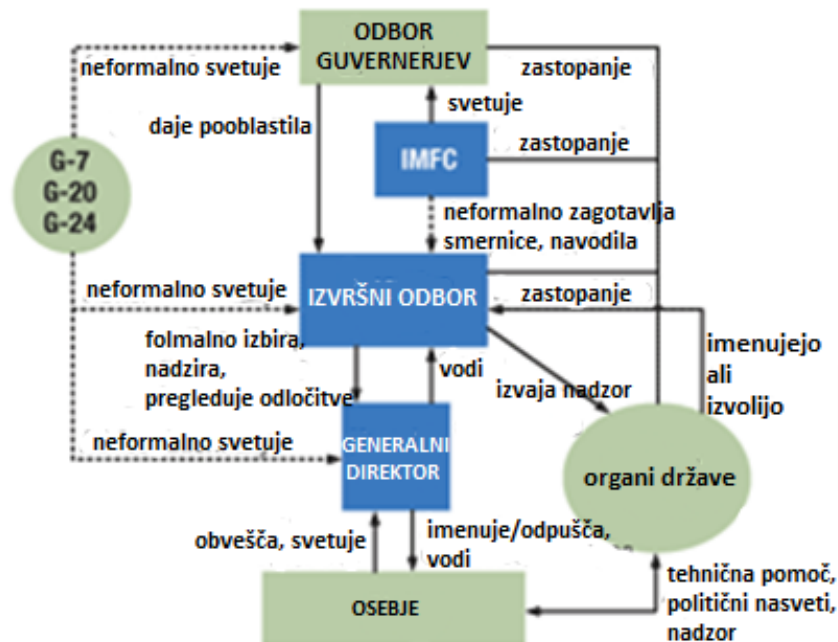 ODBOR
GUVERNERJEV
neformalno svetuje
zastopanje
svetuje
daje pooblastila
IMFC
zastopanje
G-7
G-20
G-24
neformalno zagotavlja
smernice, navodila
neformalno svetuje
IZVRŠNI ODBOR
zastopanje
folmalno izbira,
nadzira,
pregleduje odločitve
vodi
izvaja nadzor
imenujejo
ali
izvolijo
neformalno svetuje
GENERALNI
DIREKTOR
organi države
obvešča, svetuje
imenuje/odpušča,
vodi
OSEBJE
tehnična pomoč,
politični nasveti,
nadzor